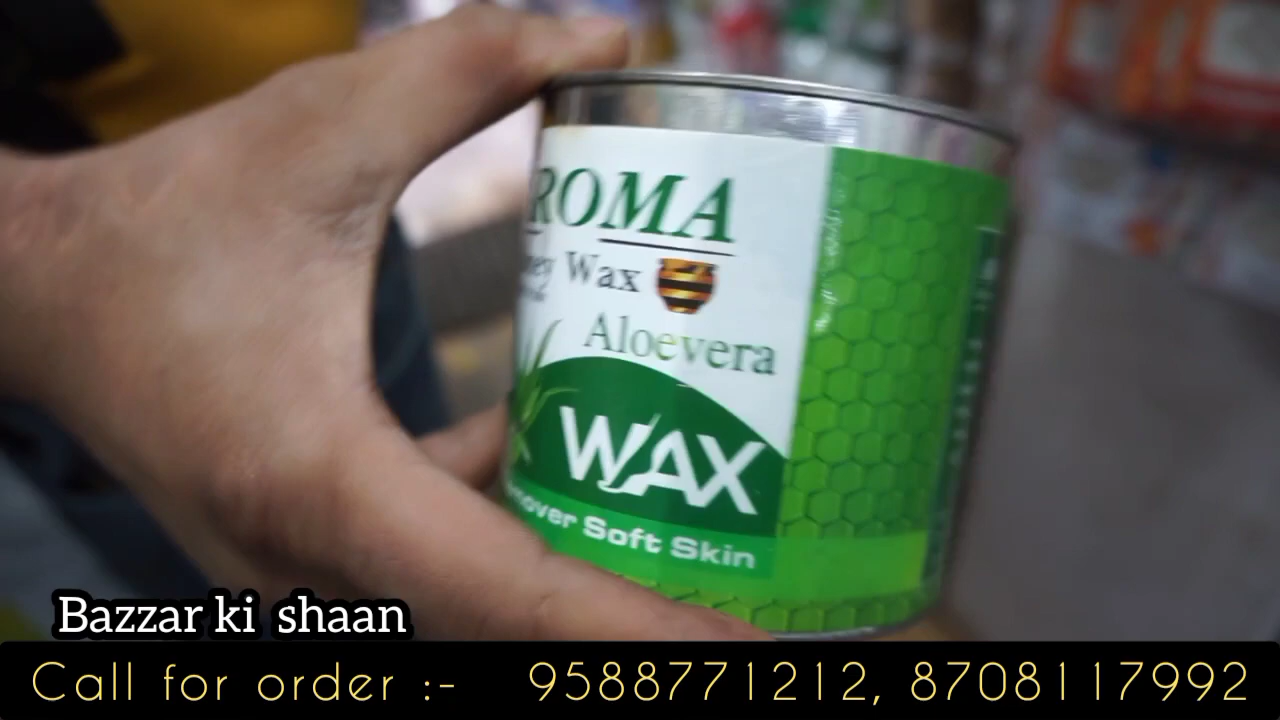 ROMA
Wax
Aloevera
WAX
Soft Skin
Bazzar ki shaan
Call for order :- 9588771212, 8708117992